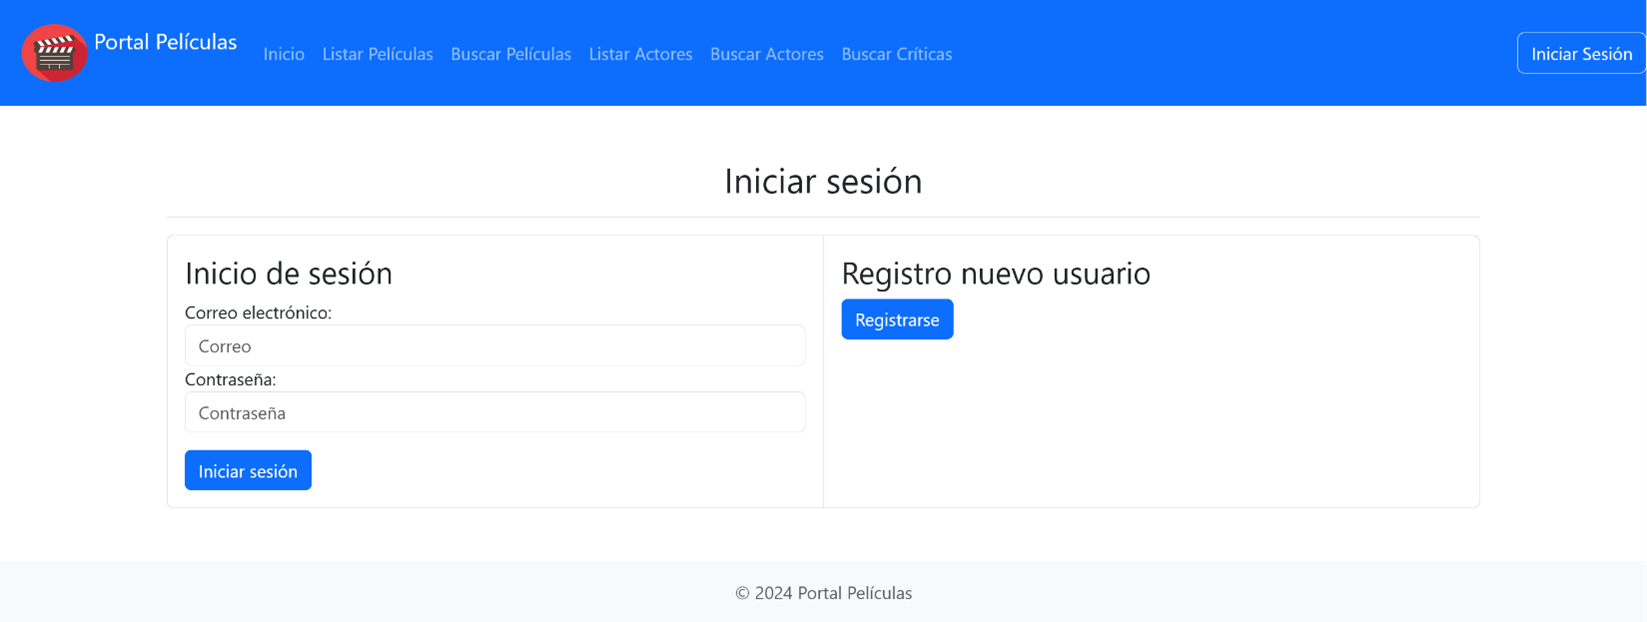 Portal Películas Inicio Listar Películas Buscar Películas Listar Actores Buscar Actores Buscar Críticas Iniciar Sesión
Iniciar sesión
Inicio de sesión
Correo electrónico:
Correo
Contraseña:
Contraseña
Iniciar sesión
Registro nuevo usuario
Registrarse
© 2024 Portal Películas